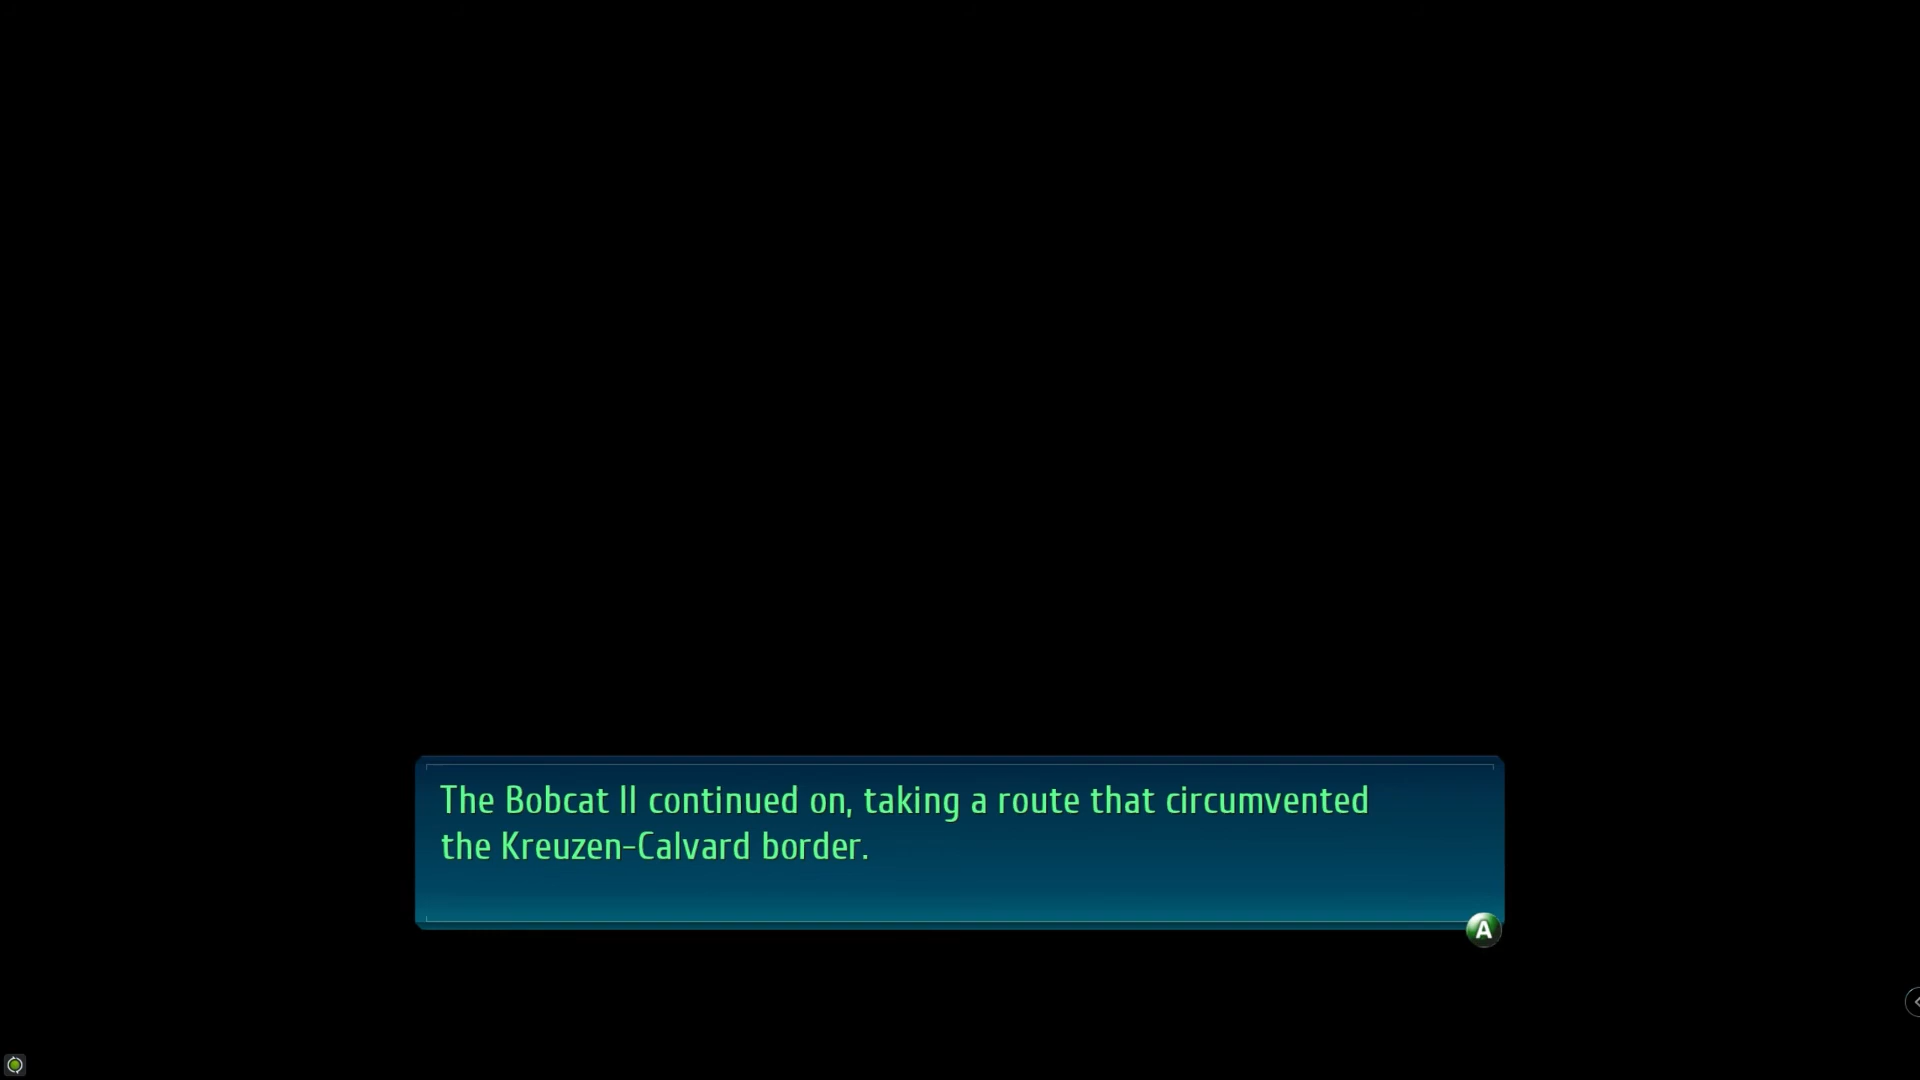 The Bobcat II continued on, taking a route that circumvented
the Kreuzen-Calvard border.
A